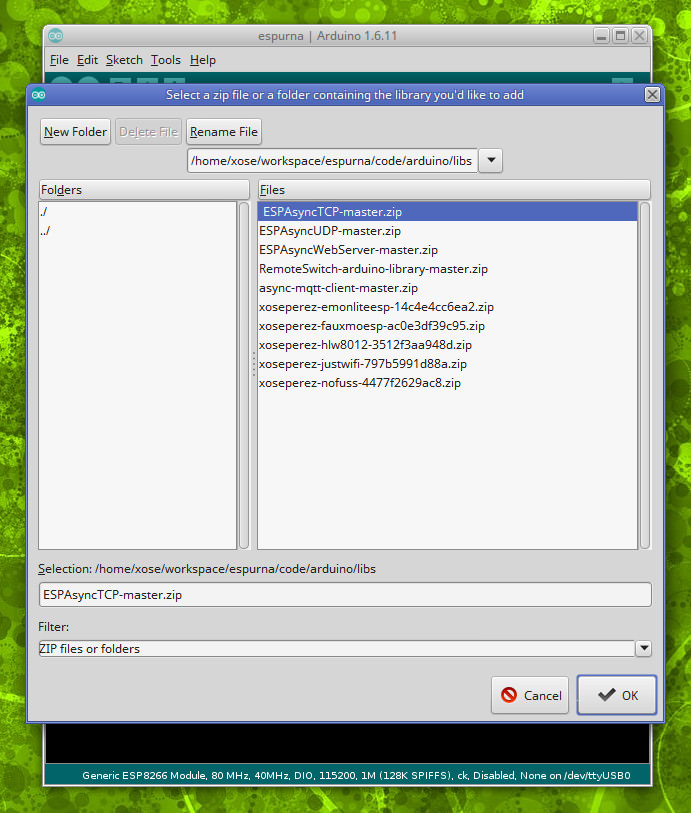 espurna | Arduino 1.6.11
File Edit Sketch Tools Help
Select a zip file or a folder containing the library you'd like to add
New Folder Delete File Rename File
/home/xose/workspace/espurna/code/arduino/libs
Folders
./
../
Files
ESPAsyncTCP-master.zip
ESPAsyncUDP-master.zip
ESPAsyncWebServer-master.zip
RemoteSwitch-arduino-library-master.zip
async-mqtt-client-master.zip
xoseperez-emonliteesp-14c4e4cc6ea2.zip
xoseperez-fauxmoesp-ac0e3df39c95.zip
xoseperez-hlw8012-3512f3aa948d.zip
xoseperez-justwifi-797b5991d88a.zip
xoseperez-nofuss-4477f2629ac8.zip
Selection: /home/xose/workspace/espurna/code/arduino/libs
ESPAsyncTCP-master.zip
Filter:
ZIP files or folders
Cancel OK
Generic ESP8266 Module, 80 MHz, 40MHz, DIO, 115200, 1M (128K SPIFFS), ck, Disabled, None on /dev/ttyUSB0